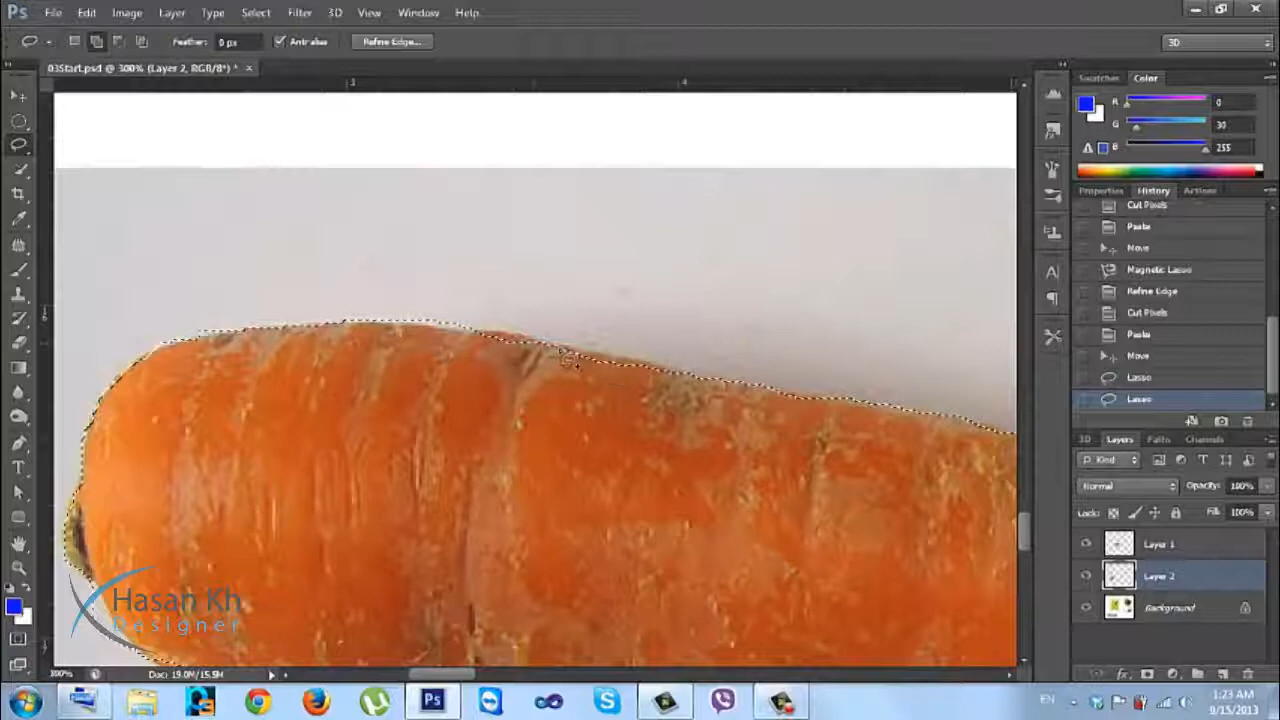 Ps File Edit Image Layer Type Select Filter 3D View Window Help
Feather: 0 px Anti-alias Refine Edge... 3D
03Start.psd @ 300% (Layer 2, RGB/8*) * ×
3 4
Swatches Color
R 0
G 30
B 255
Properties History Actions
Cut Pixels
Paste
Move
Magnetic Lasso
Refine Edge
Cut Pixels
Paste
Move
Lasso
Lasso
3D Layers Paths Channels
Kind
Normal Opacity: 100%
Lock: Fill: 100%
Layer 1
Layer 2
Background
Hasan Kh
Designer
300% Doc: 19.0M/15.5M
Ps EN 1:23 AM
9/15/2013